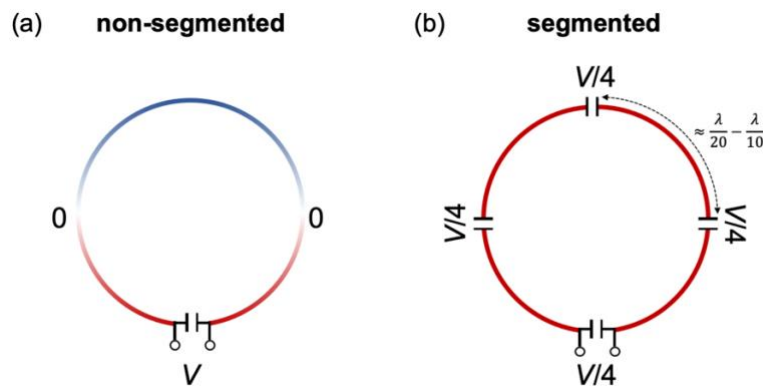 (a) non-segmented
0
0
V
(b) segmented
V/4
≈ λ/20 − λ/10
V/4
V/4
V/4